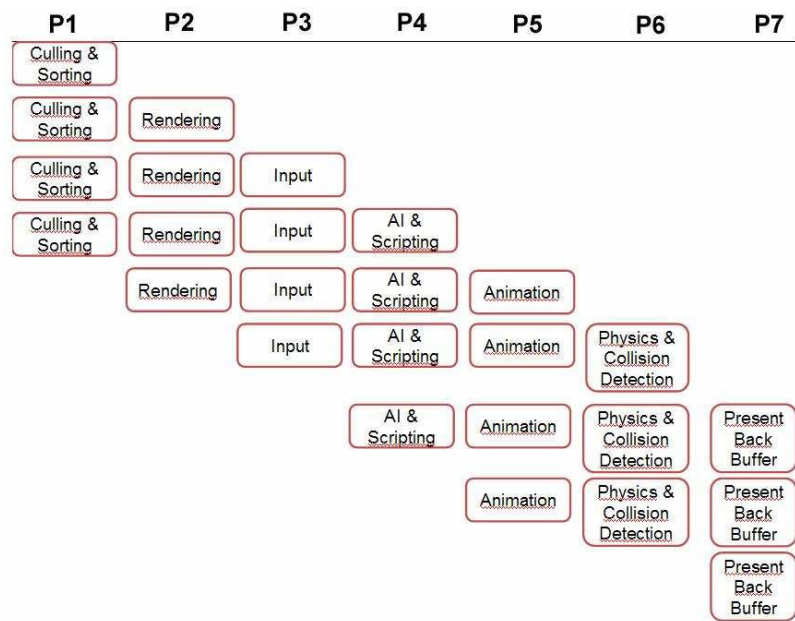 P1 P2 P3 P4 P5 P6 P7
Culling &
Sorting
Culling &
Sorting
Rendering
Culling &
Sorting
Rendering
Input
Culling &
Sorting
Rendering
Input
AI &
Scripting
Rendering
Input
AI &
Scripting
Animation
Input
AI &
Scripting
Animation
Physics &
Collision
Detection
AI &
Scripting
Animation
Physics &
Collision
Detection
Present
Back
Buffer
Animation
Physics &
Collision
Detection
Present
Back
Buffer
Present
Back
Buffer